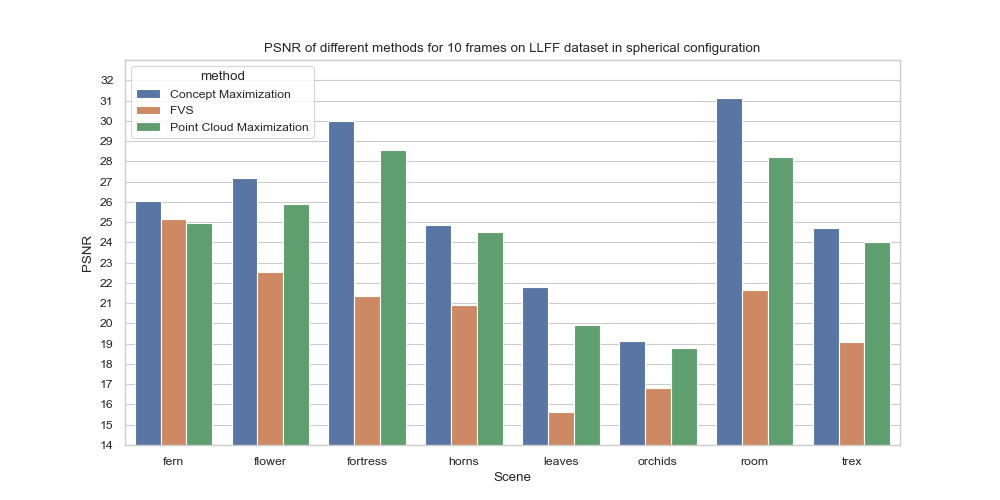 PSNR of different methods for 10 frames on LLFF dataset in spherical configuration
method
Concept Maximization
FVS
Point Cloud Maximization
PSNR
32
31
30
29
28
27
26
25
24
23
22
21
20
19
18
17
16
15
14
fern flower fortress horns leaves orchids room trex
Scene